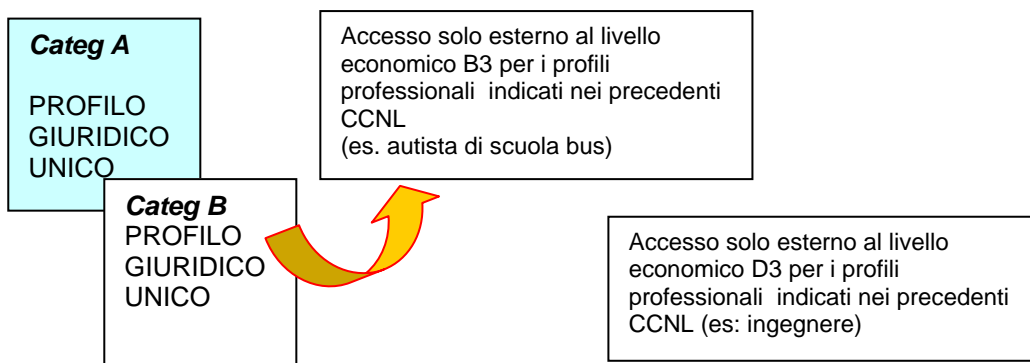 Categ A
PROFILO
GIURIDICO
UNICO
Categ B
PROFILO
GIURIDICO
UNICO
Accesso solo esterno al livello
economico B3 per i profili
professionali indicati nei precedenti
CCNL
(es. autista di scuola bus)
Accesso solo esterno al livello
economico D3 per i profili
professionali indicati nei precedenti
CCNL (es: ingegnere)